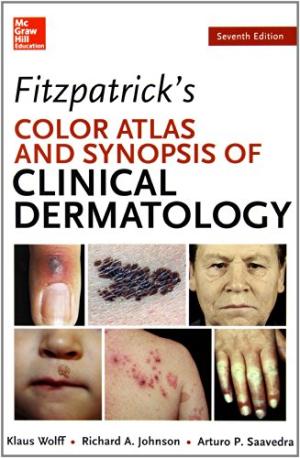 Mc
Graw
Hill
Education
Seventh Edition
Fitzpatrick's
COLOR ATLAS
AND SYNOPSIS OF
CLINICAL
DERMATOLOGY
Klaus Wolff • Richard A. Johnson • Arturo P. Saavedra